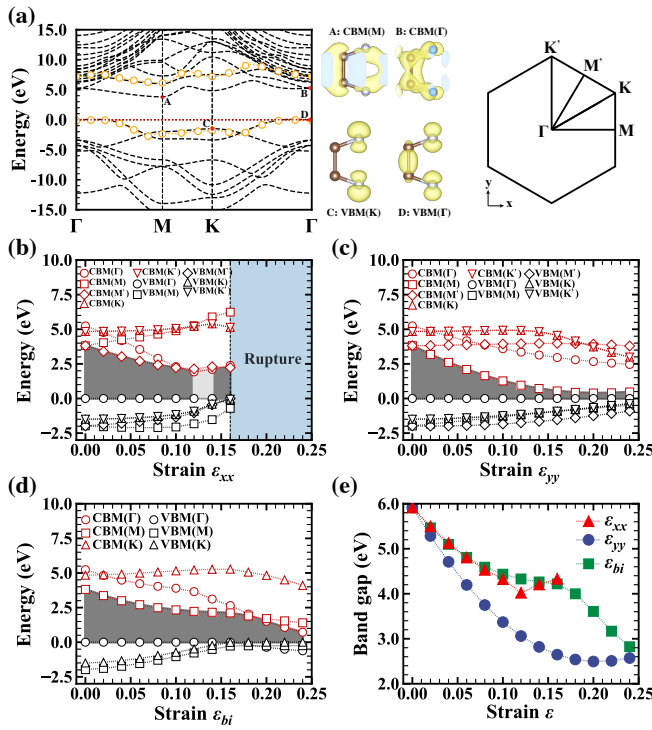 (a)
Energy (eV)
15.0
10.0
5.0
0.0
−5.0
−10.0
−15.0
Γ M K Γ
A
B
C
D
A: CBM(M) B: CBM(Γ)
C: VBM(K) D: VBM(Γ)
K'
M'
K
Γ
M
y
x
(b)
Energy (eV)
10.0
7.5
5.0
2.5
0.0
−2.5
CBM(Γ) CBM(K') VBM(M')
CBM(M) VBM(Γ) VBM(K')
CBM(M') VBM(M)
CBM(K)
Rupture
0.00 0.05 0.10 0.15 0.20 0.25
Strain εxx
(c)
Energy (eV)
10.0
7.5
5.0
2.5
0.0
−2.5
CBM(Γ) CBM(K') VBM(M')
CBM(M) VBM(Γ) VBM(K)
CBM(M') VBM(M) VBM(K')
CBM(K)
0.00 0.05 0.10 0.15 0.20 0.25
Strain εyy
(d)
Energy (eV)
10.0
7.5
5.0
2.5
0.0
−2.5
CBM(Γ) VBM(Γ)
CBM(M) VBM(M)
CBM(K) VBM(K)
0.00 0.05 0.10 0.15 0.20 0.25
Strain εbi
(e)
Band gap (eV)
6.0
5.0
4.0
3.0
2.0
εxx
εyy
εbi
0.00 0.06 0.12 0.18 0.24
Strain ε